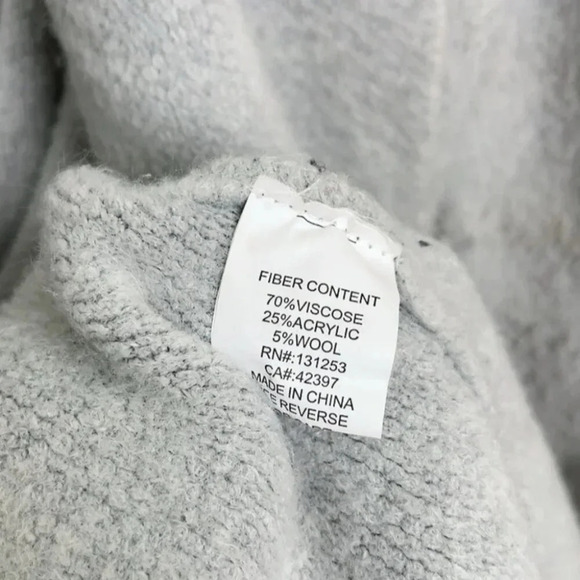 FIBER CONTENT
70%VISCOSE
25%ACRYLIC
5%WOOL
RN#:131253
CA#:42397
MADE IN CHINA
REVERSE